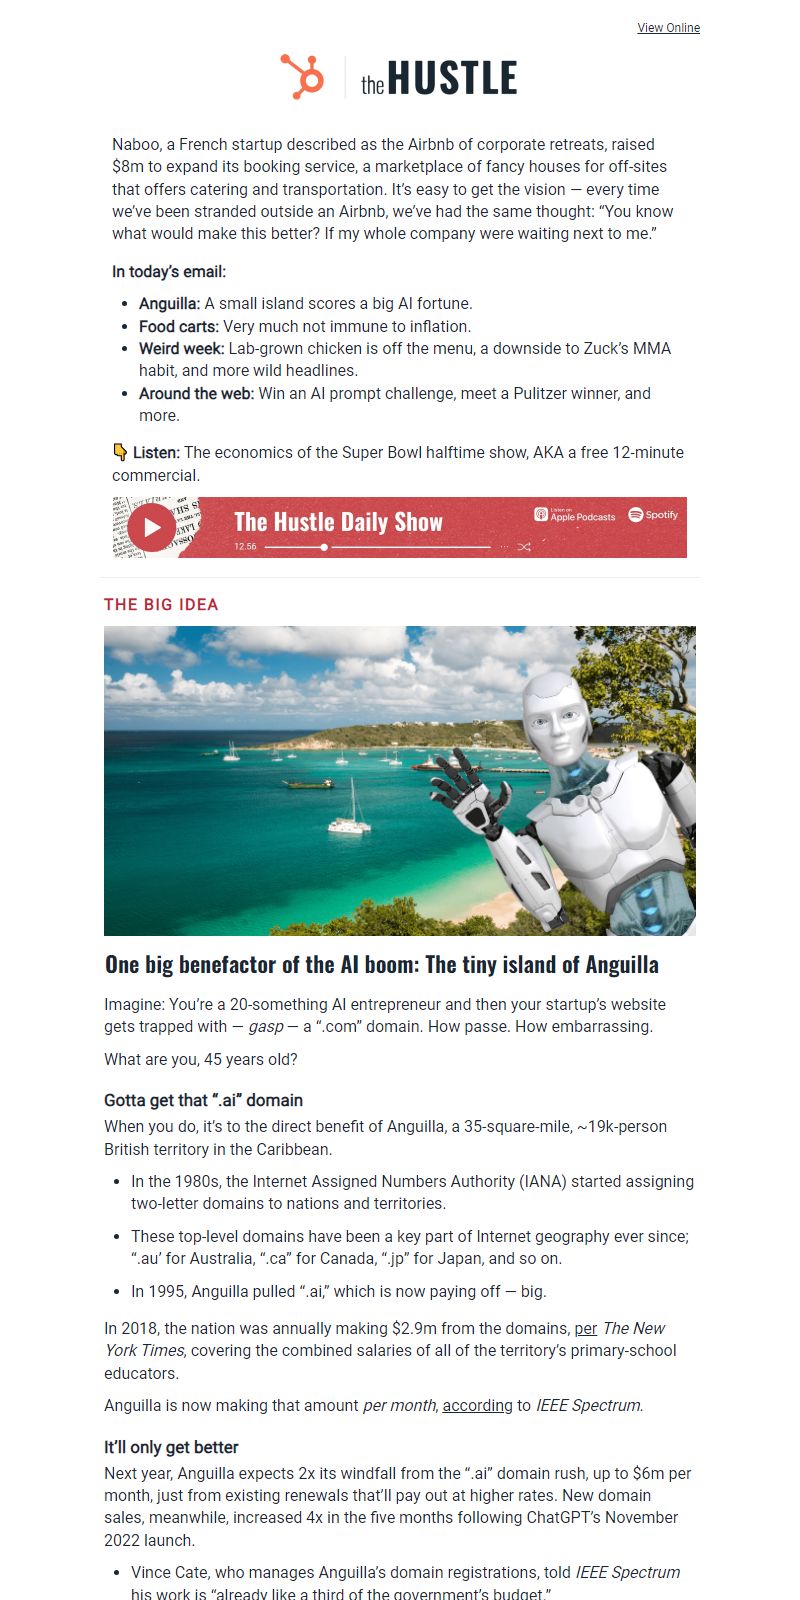 View Online
the HUSTLE
Naboo, a French startup described as the Airbnb of corporate retreats, raised
$8m to expand its booking service, a marketplace of fancy houses for off-sites
that offers catering and transportation. It’s easy to get the vision — every time
we’ve been stranded outside an Airbnb, we’ve had the same thought: “You know
what would make this better? If my whole company were waiting next to me.”
In today’s email:
• Anguilla: A small island scores a big AI fortune.
• Food carts: Very much not immune to inflation.
• Weird week: Lab-grown chicken is off the menu, a downside to Zuck’s MMA
habit, and more wild headlines.
• Around the web: Win an AI prompt challenge, meet a Pulitzer winner, and
more.
👇 Listen: The economics of the Super Bowl halftime show, AKA a free 12-minute
commercial.
The Hustle Daily Show
Listen on
Apple Podcasts
Spotify
12.56
THE BIG IDEA
One big benefactor of the AI boom: The tiny island of Anguilla
Imagine: You’re a 20-something AI entrepreneur and then your startup’s website
gets trapped with — gasp — a “.com” domain. How passe. How embarrassing.
What are you, 45 years old?
Gotta get that “.ai” domain
When you do, it’s to the direct benefit of Anguilla, a 35-square-mile, ~19k-person
British territory in the Caribbean.
• In the 1980s, the Internet Assigned Numbers Authority (IANA) started assigning
two-letter domains to nations and territories.
• These top-level domains have been a key part of Internet geography ever since;
“.au’ for Australia, “.ca” for Canada, “.jp” for Japan, and so on.
• In 1995, Anguilla pulled “.ai,” which is now paying off — big.
In 2018, the nation was annually making $2.9m from the domains, per The New
York Times, covering the combined salaries of all of the territory’s primary-school
educators.
Anguilla is now making that amount per month, according to IEEE Spectrum.
It’ll only get better
Next year, Anguilla expects 2x its windfall from the “.ai” domain rush, up to $6m per
month, just from existing renewals that’ll pay out at higher rates. New domain
sales, meanwhile, increased 4x in the five months following ChatGPT’s November
2022 launch.
• Vince Cate, who manages Anguilla’s domain registrations, told IEEE Spectrum
his work is “already like a third of the government’s budget.”